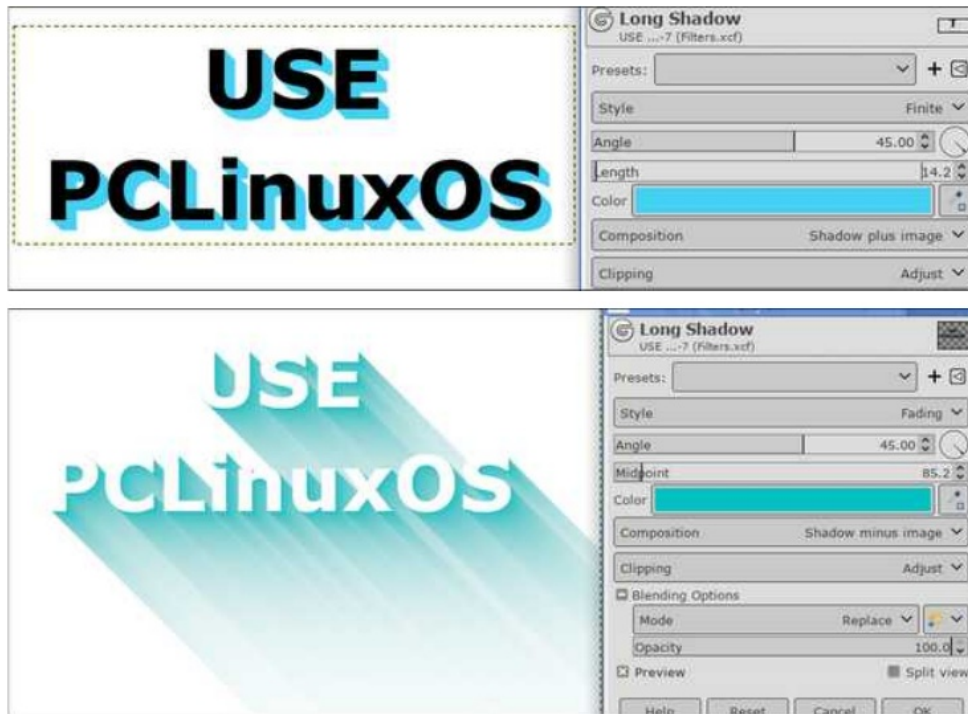 USE
PCLinuxOS
Long Shadow
USE ...-7 (Filters.xcf)
Presets:
Style Finite
Angle 45.00
Length 14.2
Color
Composition Shadow plus image
Clipping Adjust
USE
PCLinuxOS
Long Shadow
USE ...-7 (Filters.xcf)
Presets:
Style Fading
Angle 45.00
Midpoint 85.2
Color
Composition Shadow minus image
Clipping Adjust
Blending Options
Mode Replace
Opacity 100.0
Preview Split view
Help Reset Cancel OK